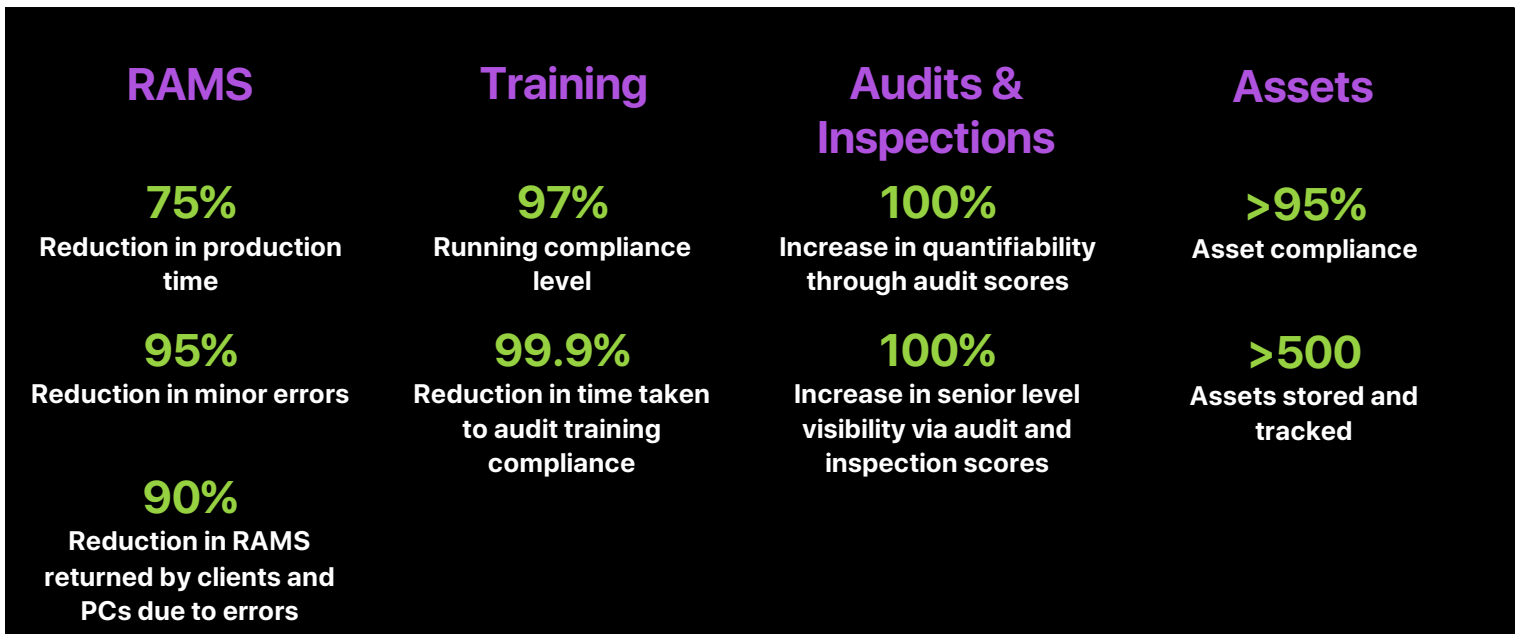 RAMS
75%
Reduction in production
time
95%
Reduction in minor errors
90%
Reduction in RAMS
returned by clients and
PCs due to errors
Training
97%
Running compliance
level
99.9%
Reduction in time taken
to audit training
compliance
Audits &
Inspections
100%
Increase in quantifiability
through audit scores
100%
Increase in senior level
visibility via audit and
inspection scores
Assets
>95%
Asset compliance
>500
Assets stored and
tracked